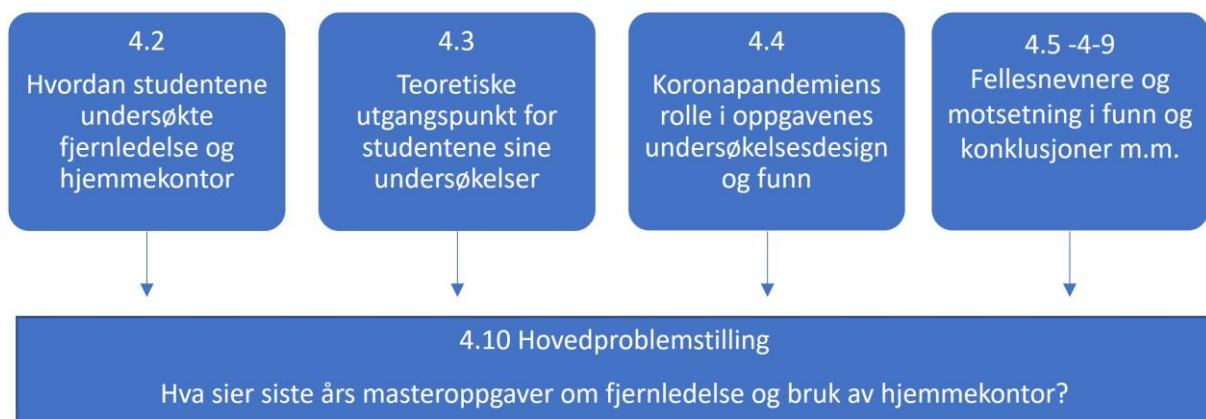 4.2
Hvordan studentene
undersøkte
fjernledelse og
hjemmekontor
4.3
Teoretiske
utgangspunkt for
studentene sine
undersøkelser
4.4
Koronapandemiens
rolle i oppgavenes
undersøkelsesdesign
og funn
4.5 -4-9
Fellesnevnere og
motsetning i funn og
konklusjoner m.m.
4.10 Hovedproblemstilling
Hva sier siste års masteroppgaver om fjernledelse og bruk av hjemmekontor?